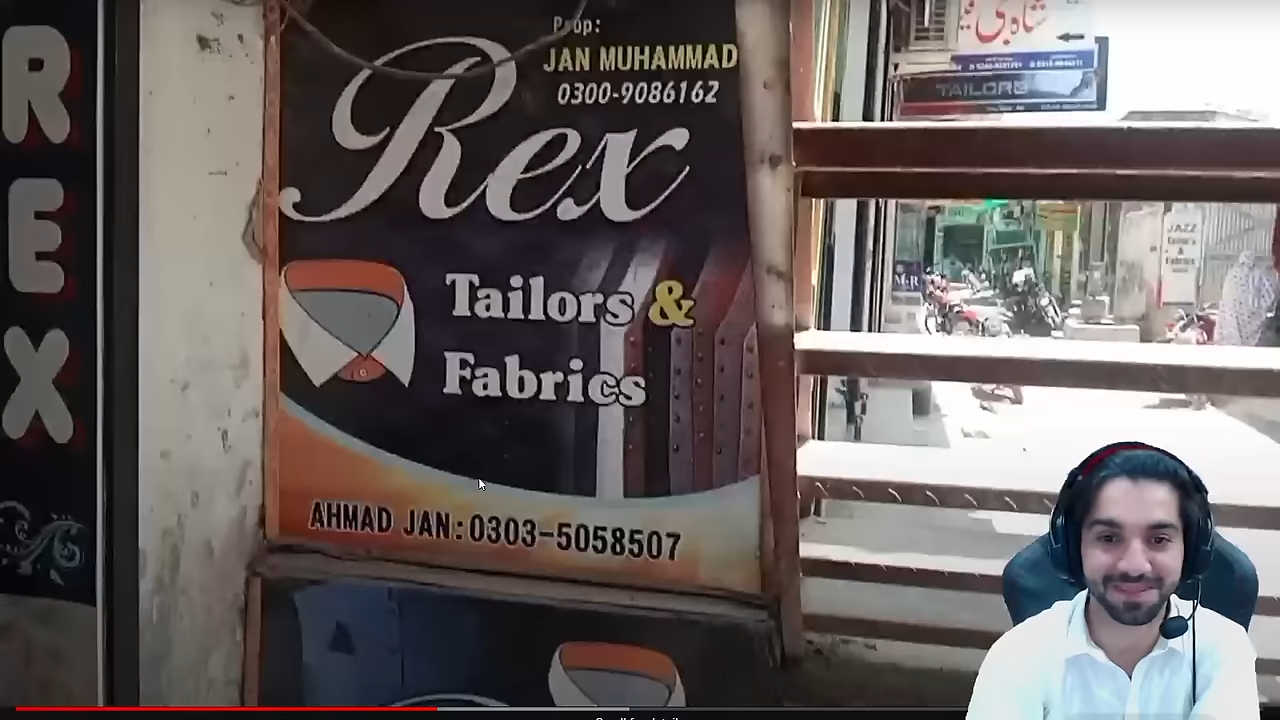 REX
Prop:
JAN MUHAMMAD
0300-9086162
Rex
Tailors &
Fabrics
AHMAD JAN: 0303-5058507
TAILORS
M.R
JAZZ
Tailors
&
Fabrics